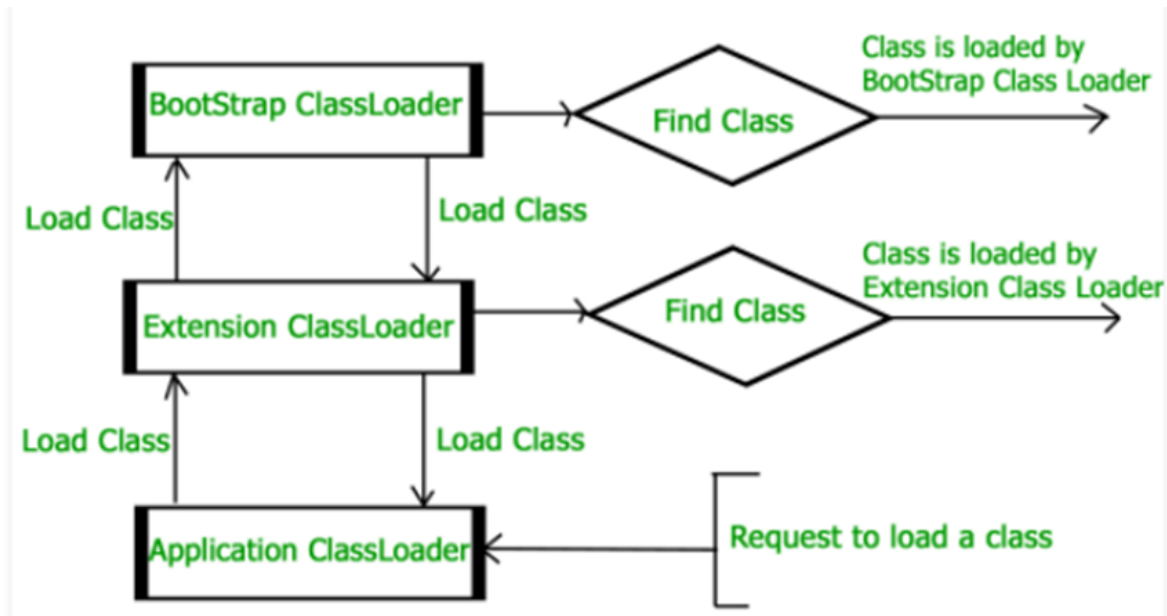 BootStrap ClassLoader
Find Class
Class is loaded by
BootStrap Class Loader
Load Class
Load Class
Extension ClassLoader
Find Class
Class is loaded by
Extension Class Loader
Load Class
Load Class
Application ClassLoader
Request to load a class